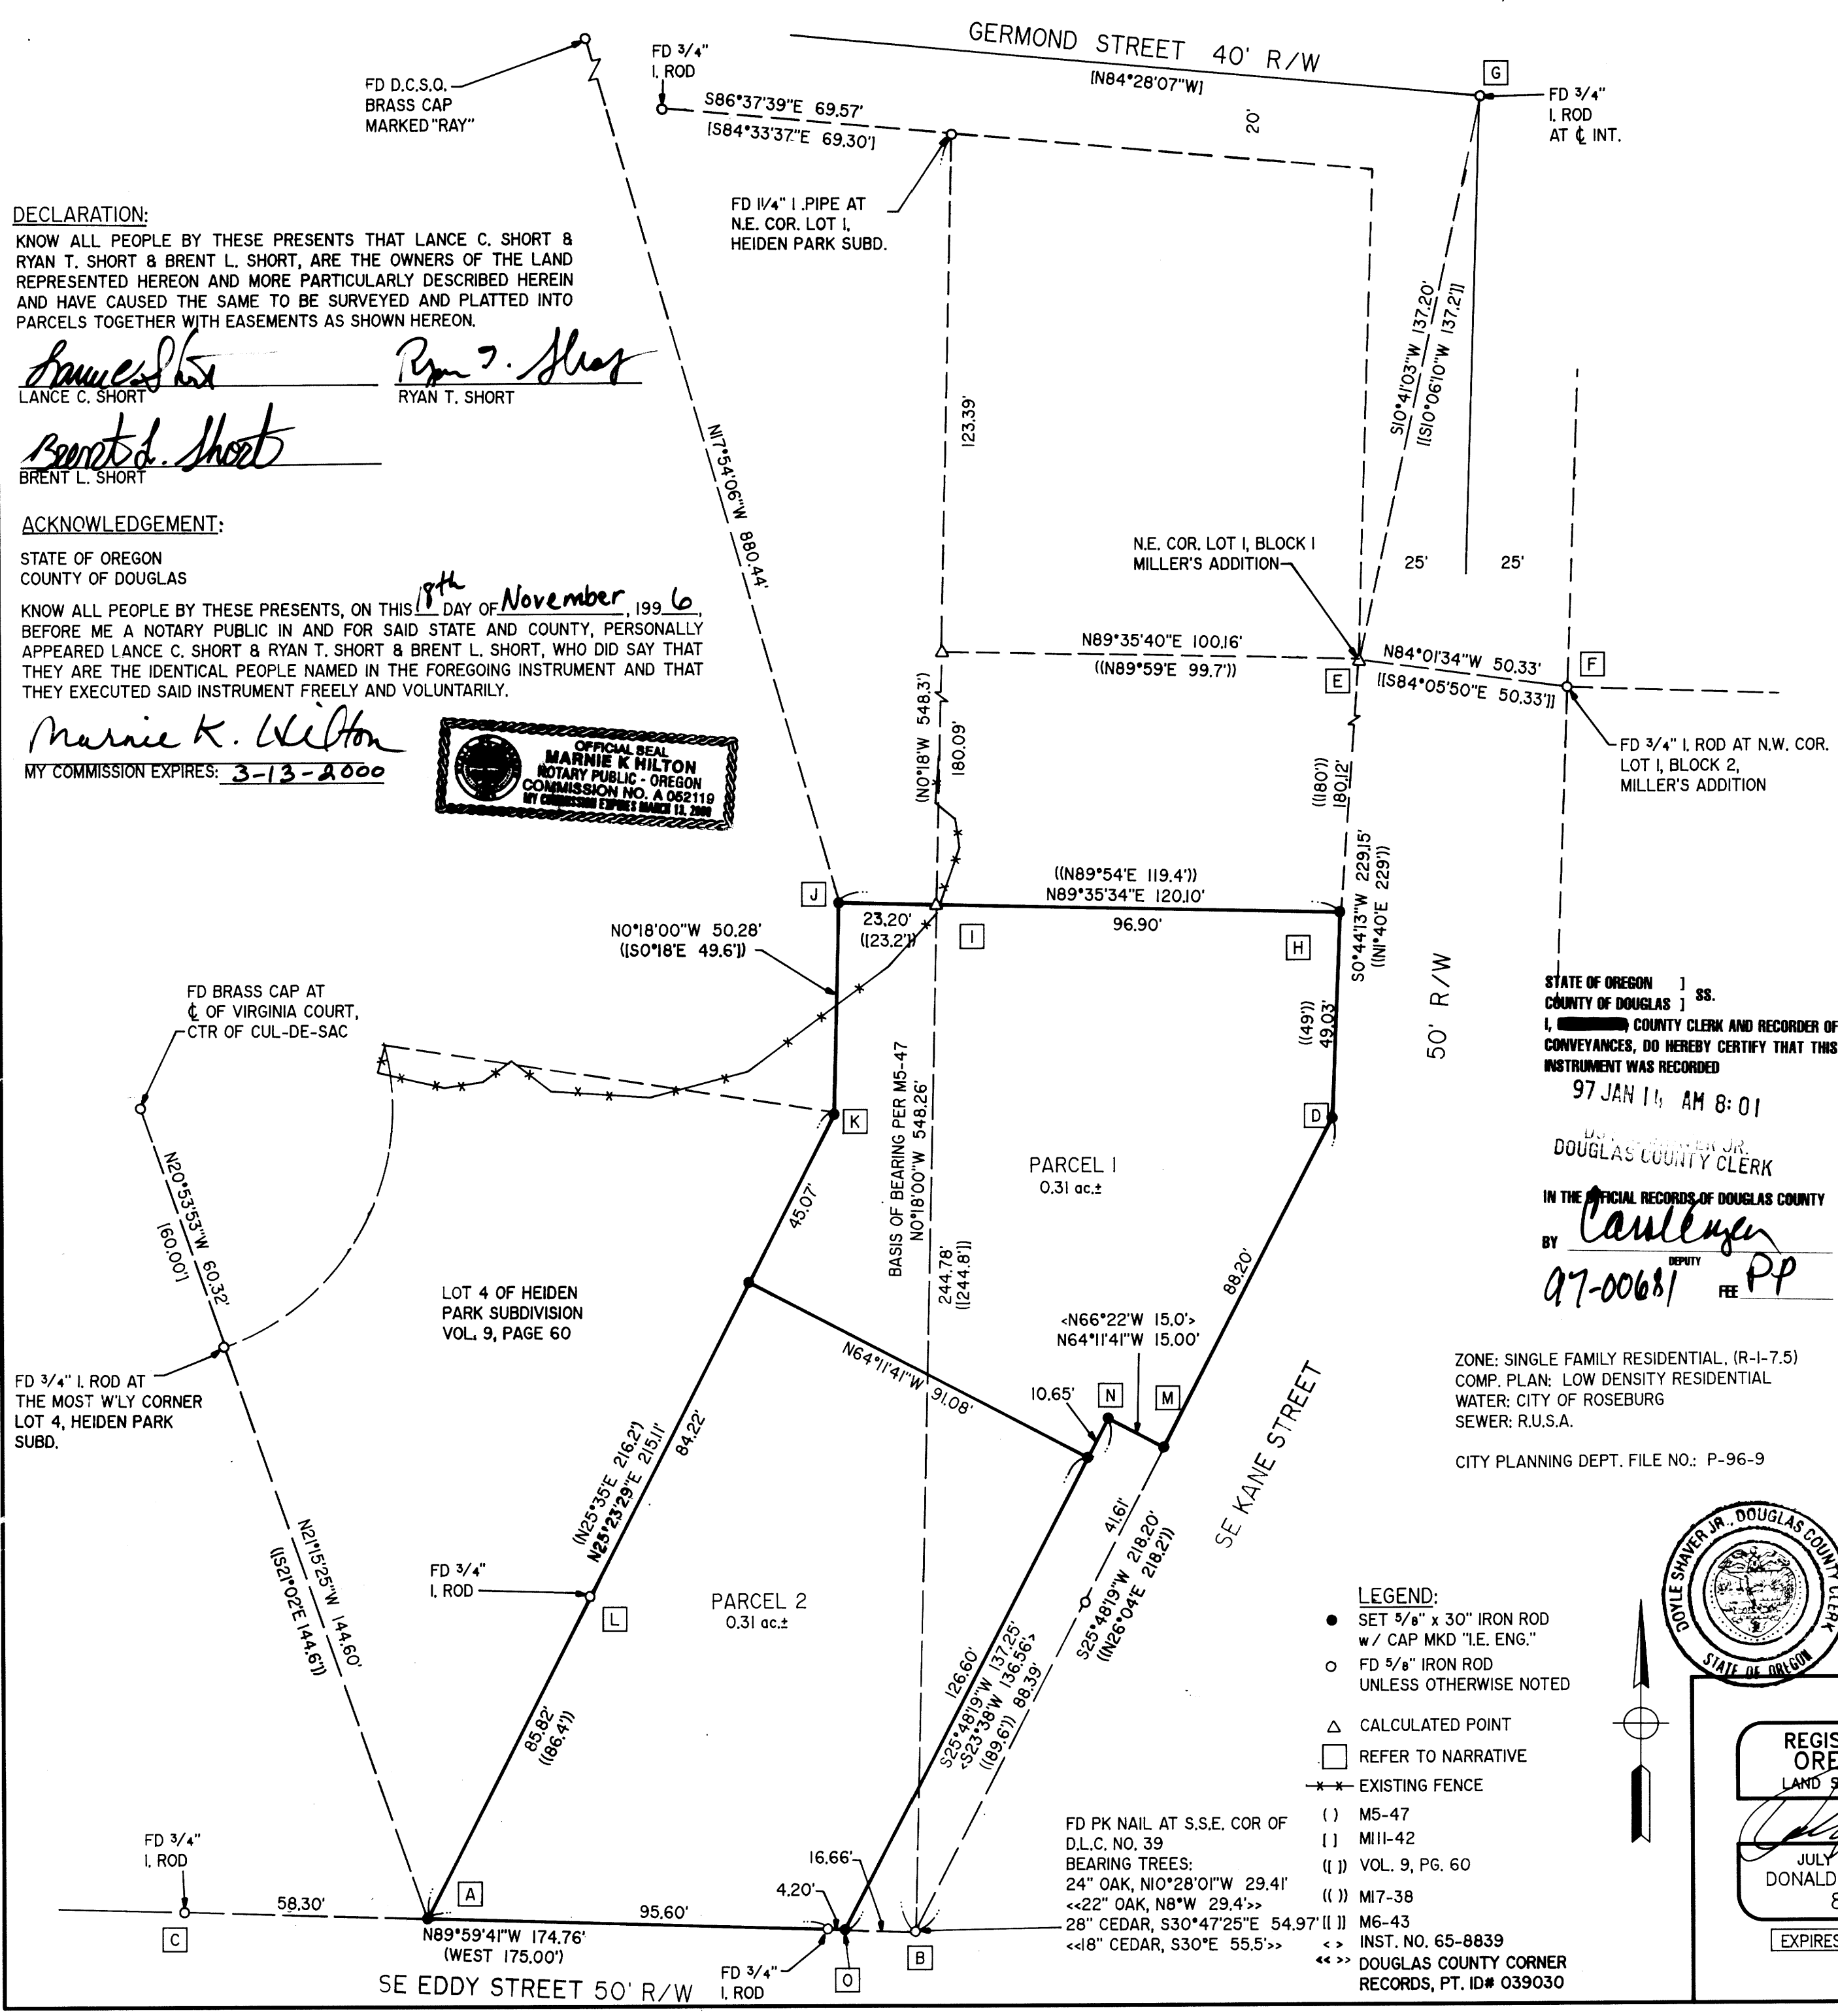 GERMOND STREET 40' R/W
[N84°28'07"W]
G
FD 3/4"
I. ROD
AT ℄ INT.
FD 3/4"
I. ROD
FD D.C.S.O.
BRASS CAP
MARKED "RAY"
S86°37'39"E 69.57'
[S84°33'37"E 69.30']
20'
FD 1 1/4" I. PIPE AT
N.E. COR. LOT 1,
HEIDEN PARK SUBD.
DECLARATION:
KNOW ALL PEOPLE BY THESE PRESENTS THAT LANCE C. SHORT &
RYAN T. SHORT & BRENT L. SHORT, ARE THE OWNERS OF THE LAND
REPRESENTED HEREON AND MORE PARTICULARLY DESCRIBED HEREIN
AND HAVE CAUSED THE SAME TO BE SURVEYED AND PLATTED INTO
PARCELS TOGETHER WITH EASEMENTS AS SHOWN HEREON.
LANCE C. SHORT
Ryan T. Short
RYAN T. SHORT
Brent L. Short
BRENT L. SHORT
ACKNOWLEDGEMENT:
STATE OF OREGON
COUNTY OF DOUGLAS
KNOW ALL PEOPLE BY THESE PRESENTS, ON THIS 18th DAY OF November, 1996,
BEFORE ME A NOTARY PUBLIC IN AND FOR SAID STATE AND COUNTY, PERSONALLY
APPEARED LANCE C. SHORT & RYAN T. SHORT & BRENT L. SHORT, WHO DID SAY THAT
THEY ARE THE IDENTICAL PEOPLE NAMED IN THE FOREGOING INSTRUMENT AND THAT
THEY EXECUTED SAID INSTRUMENT FREELY AND VOLUNTARILY.
Marnie K. Hilton
MY COMMISSION EXPIRES: 3-13-2000
OFFICIAL SEAL
MARNIE K HILTON
NOTARY PUBLIC - OREGON
COMMISSION NO. A 052119
MY COMMISSION EXPIRES MARCH 13, 2000
N17°54'06"W 880.44'
123.39'
S10°41'03"W 137.20'
[[S10°06'10"W 137.2']]
25'
25'
N.E. COR. LOT 1, BLOCK 1
MILLER'S ADDITION
N89°35'40"E 100.16'
((N89°59'E 99.7'))
E
N84°01'34"W 50.33'
[[S84°05'50"E 50.33']]
F
FD 3/4" I. ROD AT N.W. COR.
LOT 1, BLOCK 2,
MILLER'S ADDITION
(N0°18'W 548.3')
180.09'
((180'))
180.12'
S0°44'13"W 229.15'
((N1°40'E 229'))
((N89°54'E 119.4'))
N89°35'34"E 120.10'
J
23.20'
([23.2'])
I
96.90'
H
N0°18'00"W 50.28'
([S0°18'E 49.6'])
((49'))
49.03'
50' R/W
FD BRASS CAP AT
℄ OF VIRGINIA COURT,
CTR OF CUL-DE-SAC
K
D
BASIS OF BEARING PER M5-47
N0°18'00"W 548.26'
244.78'
([244.8'])
PARCEL 1
0.31 ac.±
STATE OF OREGON ] SS.
COUNTY OF DOUGLAS ]
I, COUNTY CLERK AND RECORDER OF
CONVEYANCES, DO HEREBY CERTIFY THAT THIS
INSTRUMENT WAS RECORDED
97 JAN 14 AM 8:01
DOUGLAS COUNTY CLERK
IN THE OFFICIAL RECORDS OF DOUGLAS COUNTY
BY
DEPUTY
97-00681 FEE PP
N20°53'53"W 60.32'
[60.00']
45.07'
88.20'
LOT 4 OF HEIDEN
PARK SUBDIVISION
VOL. 9, PAGE 60
FD 3/4" I. ROD AT
THE MOST W'LY CORNER
LOT 4, HEIDEN PARK
SUBD.
N64°11'41"W 91.08'
<N66°22'W 15.0'>
N64°11'41"W 15.00'
10.65'
N
M
SE KANE STREET
ZONE: SINGLE FAMILY RESIDENTIAL, (R-1-7.5)
COMP. PLAN: LOW DENSITY RESIDENTIAL
WATER: CITY OF ROSEBURG
SEWER: R.U.S.A.
CITY PLANNING DEPT. FILE NO.: P-96-9
(N25°35'E 216.2')
N25°23'29"E 215.11'
84.22'
N21°15'25"W 144.60'
([S21°02'E 144.6'])
FD 3/4"
I. ROD
L
PARCEL 2
0.31 ac.±
41.61'
S25°48'19"W 218.20'
((N26°04'E 218.2'))
126.60'
S25°48'19"W 137.25'
<S23°38'W 136.56'>
((89.6')) 88.39'
85.82'
((86.4'))
DOYLE SHAVER JR., DOUGLAS COUNTY CLERK
STATE OF OREGON
LEGEND:
SET 5/8" x 30" IRON ROD
w/ CAP MKD "I.E. ENG."
FD 5/8" IRON ROD
UNLESS OTHERWISE NOTED
CALCULATED POINT
REFER TO NARRATIVE
EXISTING FENCE
( ) M5-47
[ ] M111-42
([ ]) VOL. 9, PG. 60
(( )) M17-38
[[ ]] M6-43
< > INST. NO. 65-8839
<< >> DOUGLAS COUNTY CORNER
RECORDS, PT. ID# 039030
FD PK NAIL AT S.S.E. COR OF
D.L.C. NO. 39
BEARING TREES:
24" OAK, N10°28'01"W 29.41'
<<22" OAK, N8°W 29.4'>>
28" CEDAR, S30°47'25"E 54.97'
<<18" CEDAR, S30°E 55.5'>>
FD 3/4"
I. ROD
C
58.30'
A
95.60'
4.20'
16.66'
N89°59'41"W 174.76'
(WEST 175.00')
FD 3/4"
I. ROD
O
B
SE EDDY STREET 50' R/W
REGIS
ORE
LAND S
JULY
DONALD
8
EXPIRES